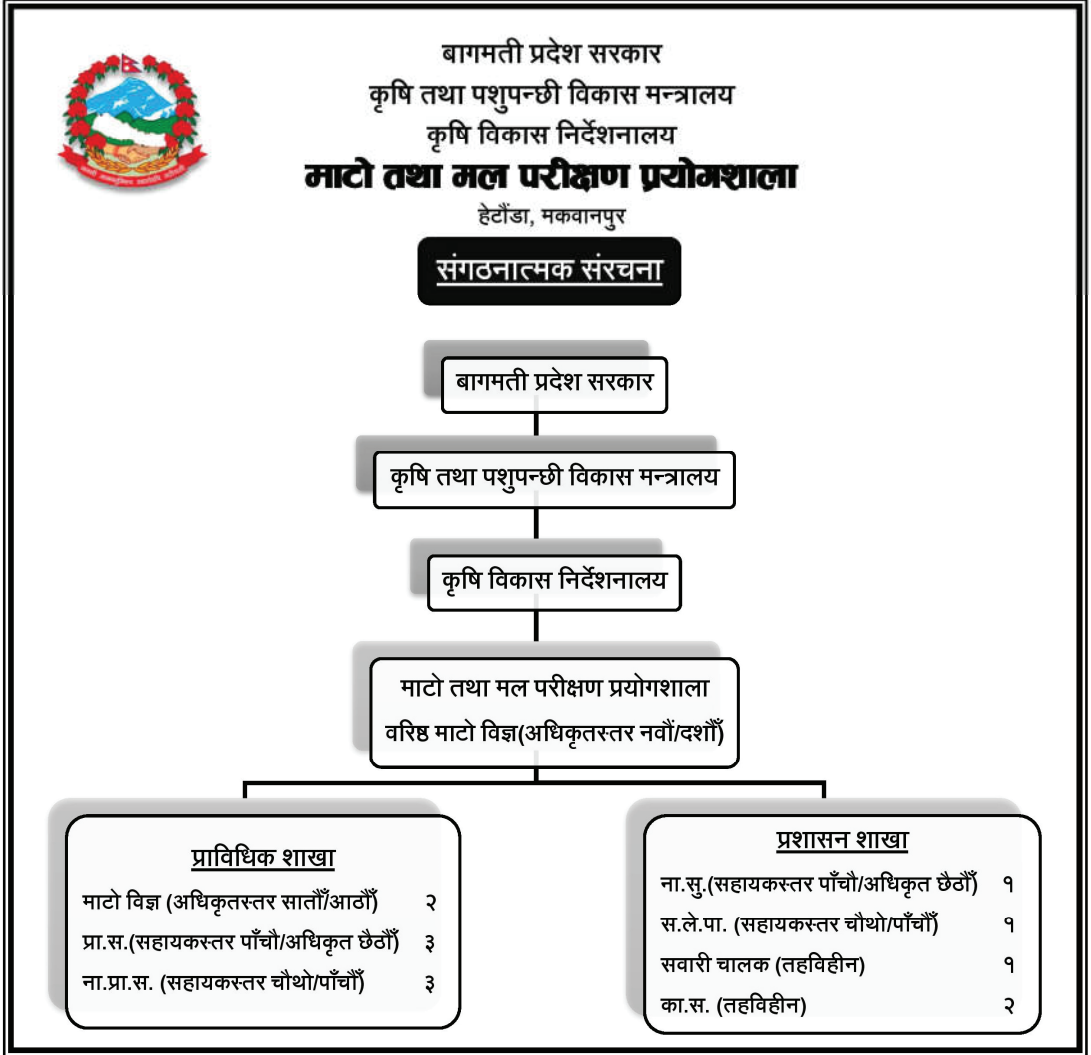 बागमती प्रदेश सरकार
कृषि तथा पशुपन्छी विकास मन्त्रालय
कृषि विकास निर्देशनालय
माटो तथा मल परीक्षण प्रयोगशाला
हेटौंडा, मकवानपुर
संगठनात्मक संरचना
बागमती प्रदेश सरकार
कृषि तथा पशुपन्छी विकास मन्त्रालय
कृषि विकास निर्देशनालय
माटो तथा मल परीक्षण प्रयोगशाला
वरिष्ठ माटो विज्ञ(अधिकृतस्तर नवौं/दशौँ)
प्राविधिक शाखा
माटो विज्ञ (अधिकृतस्तर सातौँ/आठौँ) २
प्रा.स.(सहायकस्तर पाँचौ/अधिकृत छैठौँ) ३
ना.प्रा.स. (सहायकस्तर चौथो/पाँचौँ) ३
प्रशासन शाखा
ना.सु.(सहायकस्तर पाँचौ/अधिकृत छैठौँ) १
स.ले.पा. (सहायकस्तर चौथो/पाँचौँ) १
सवारी चालक (तहविहीन) १
का.स. (तहविहीन) २